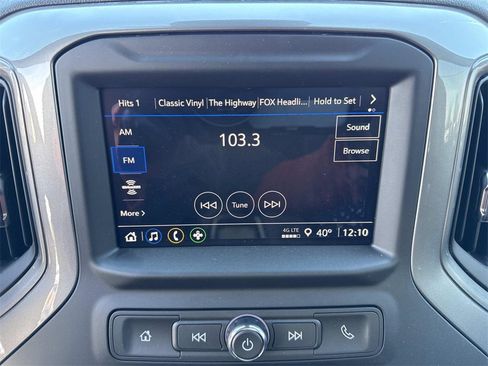 Hits 1 Classic Vinyl The Highway FOX Headli... Hold to Set
AM
Sound
103.3
FM
Browse
Tune
More
4G LTE 40° 12:10